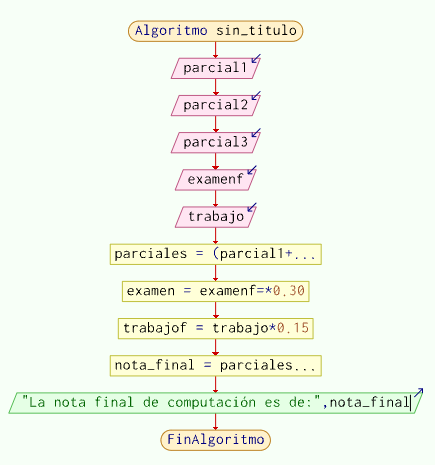 Algoritmo sin_titulo
parcial1
parcial2
parcial3
examenf
trabajo
parciales = (parcial1+...
examen = examenf=*0.30
trabajof = trabajo*0.15
nota_final = parciales...
"La nota final de computación es de:",nota_final
FinAlgoritmo